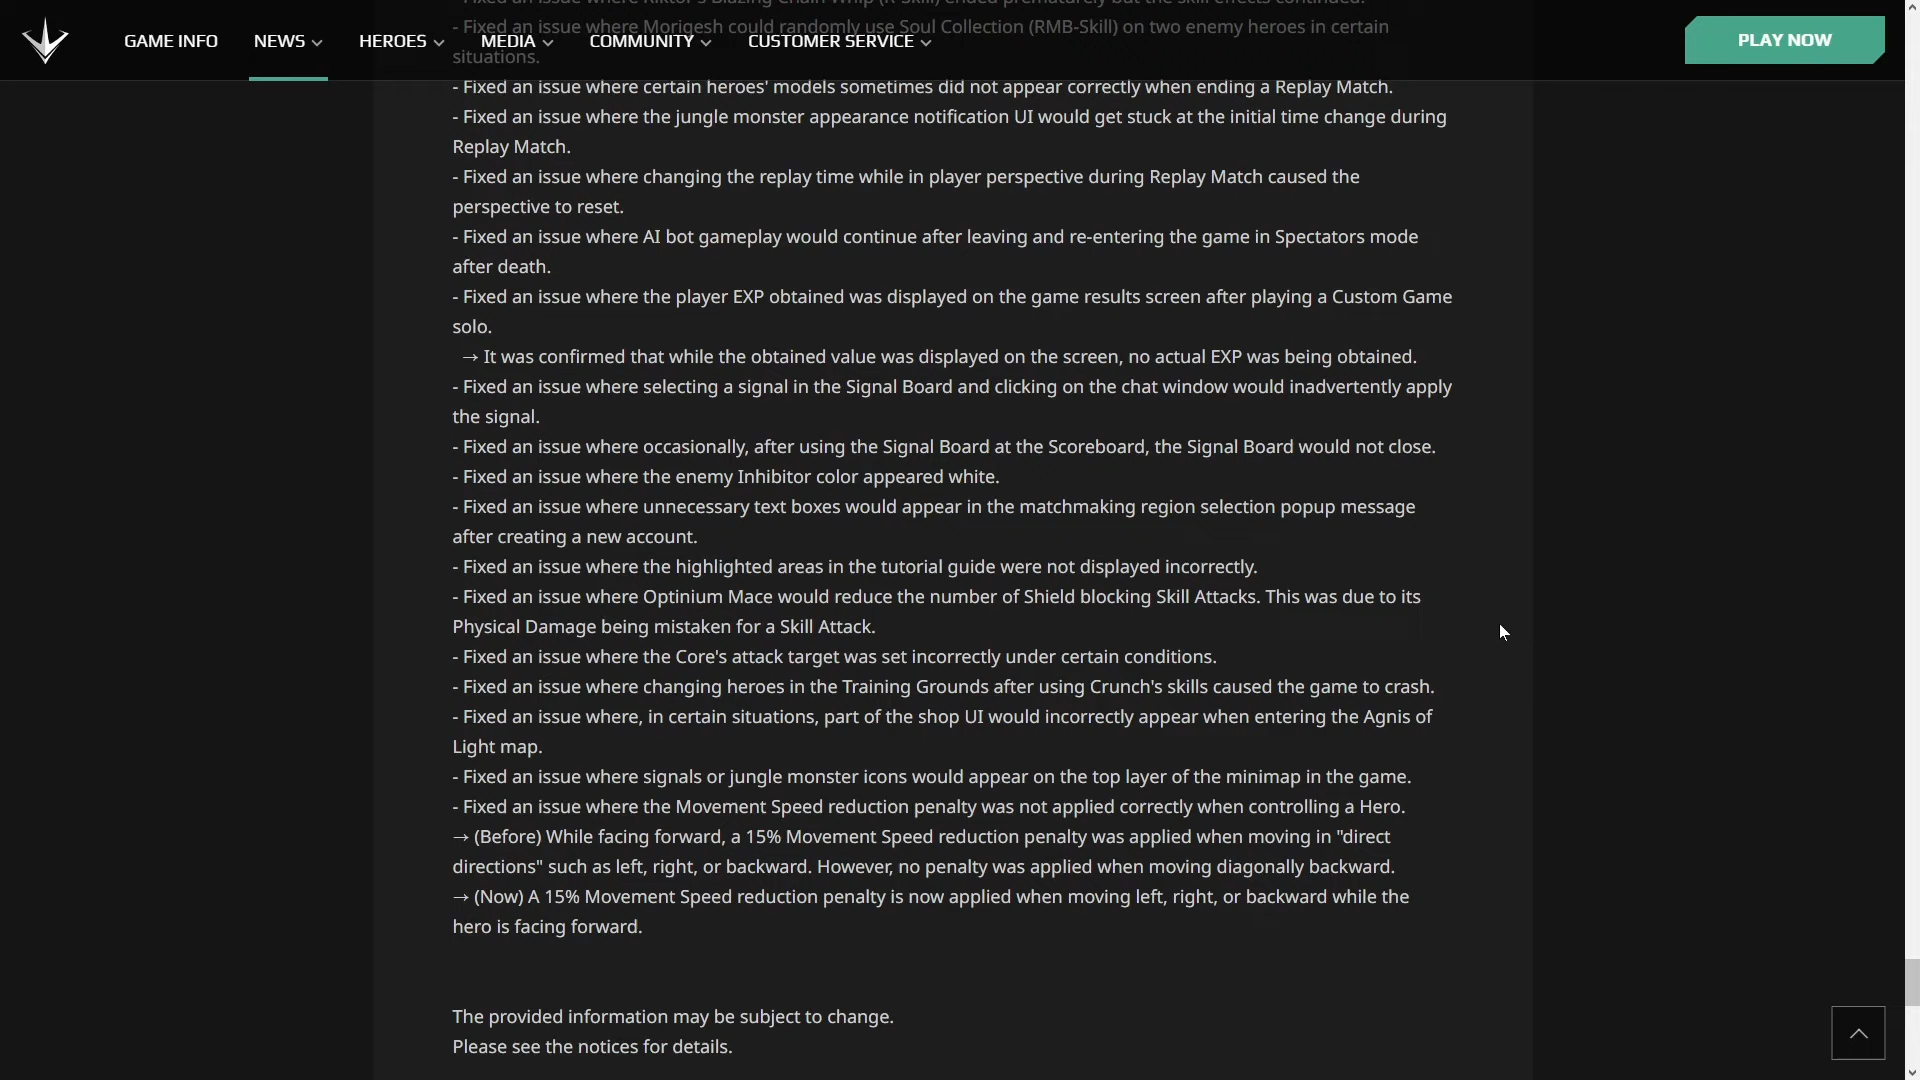 - Fixed an issue where Riktor's Blazing Chain Whip (R-Skill) ended prematurely but the skill effects continued.
- Fixed an issue where Morigesh could randomly use Soul Collection (RMB-Skill) on two enemy heroes in certain
GAME INFO NEWS HEROES MEDIA COMMUNITY CUSTOMER SERVICE PLAY NOW
situations.
- Fixed an issue where certain heroes' models sometimes did not appear correctly when ending a Replay Match.
- Fixed an issue where the jungle monster appearance notification UI would get stuck at the initial time change during
Replay Match.
- Fixed an issue where changing the replay time while in player perspective during Replay Match caused the
perspective to reset.
- Fixed an issue where AI bot gameplay would continue after leaving and re-entering the game in Spectators mode
after death.
- Fixed an issue where the player EXP obtained was displayed on the game results screen after playing a Custom Game
solo.
→ It was confirmed that while the obtained value was displayed on the screen, no actual EXP was being obtained.
- Fixed an issue where selecting a signal in the Signal Board and clicking on the chat window would inadvertently apply
the signal.
- Fixed an issue where occasionally, after using the Signal Board at the Scoreboard, the Signal Board would not close.
- Fixed an issue where the enemy Inhibitor color appeared white.
- Fixed an issue where unnecessary text boxes would appear in the matchmaking region selection popup message
after creating a new account.
- Fixed an issue where the highlighted areas in the tutorial guide were not displayed incorrectly.
- Fixed an issue where Optinium Mace would reduce the number of Shield blocking Skill Attacks. This was due to its
Physical Damage being mistaken for a Skill Attack.
- Fixed an issue where the Core's attack target was set incorrectly under certain conditions.
- Fixed an issue where changing heroes in the Training Grounds after using Crunch's skills caused the game to crash.
- Fixed an issue where, in certain situations, part of the shop UI would incorrectly appear when entering the Agnis of
Light map.
- Fixed an issue where signals or jungle monster icons would appear on the top layer of the minimap in the game.
- Fixed an issue where the Movement Speed reduction penalty was not applied correctly when controlling a Hero.
→ (Before) While facing forward, a 15% Movement Speed reduction penalty was applied when moving in "direct
directions" such as left, right, or backward. However, no penalty was applied when moving diagonally backward.
→ (Now) A 15% Movement Speed reduction penalty is now applied when moving left, right, or backward while the
hero is facing forward.
The provided information may be subject to change.
Please see the notices for details.